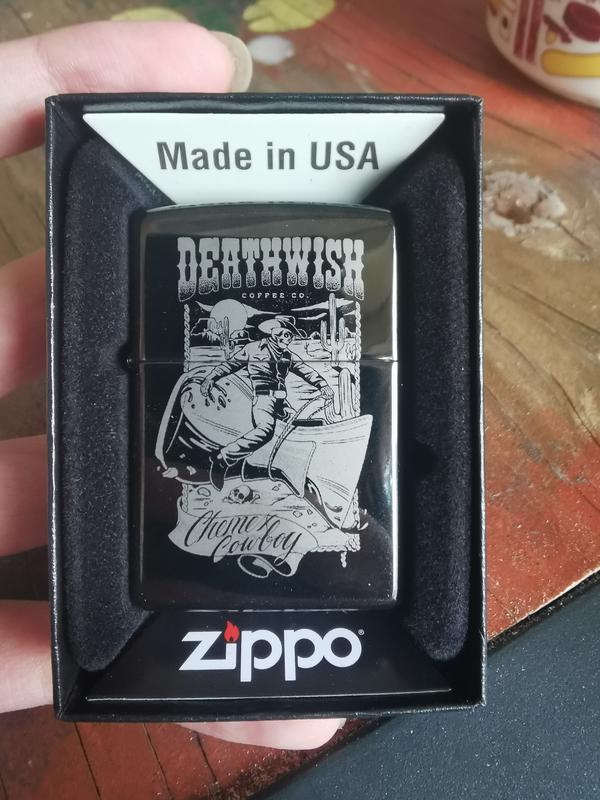 Made in USA
DEATHWISH
COFFEE CO.
Chemex
Cowboy
zippo®